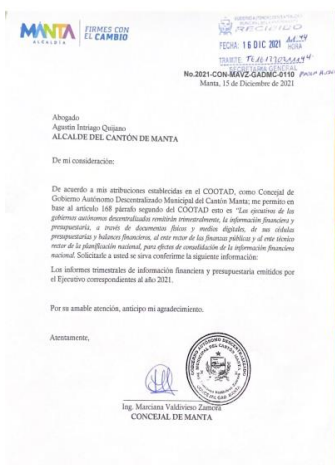 MANTA
ALCALDÍA
FIRMES CON
EL CAMBIO
RECIBIDO
FECHA: 16 DIC 2021 HORA
TRÁMITE
SECRETARÍA GENERAL
No.2021-CON-MAVZ-GADMC-0110
Manta, 15 de Diciembre de 2021
Abogado
Agustín Intriago Quijano
ALCALDE DEL CANTÓN DE MANTA
De mi consideración:
De acuerdo a mis atribuciones establecidas en el COOTAD, como Concejal de
Gobierno Autónomo Descentralizado Municipal del Cantón Manta; me permito en
base al artículo 168 párrafo segundo del COOTAD esto es "Los ejecutivos de los
gobiernos autónomos descentralizados remitirán trimestralmente, la información financiera y
presupuestaria, a través de documentos físicos y medios digitales, de sus cédulas
presupuestarias y balances financieros, al ente rector de las finanzas públicas y al ente técnico
rector de la planificación nacional, para efectos de consolidación de la información financiera
nacional. Solicitarle a usted se sirva conferirme la siguiente información:
Los informes trimestrales de información financiera y presupuestaria emitidos por
el Ejecutivo correspondientes al año 2021.
Por su amable atención, anticipo mi agradecimiento.
Atentamente,
Ing. Marciana Valdivieso Zamora
CONCEJAL DE MANTA